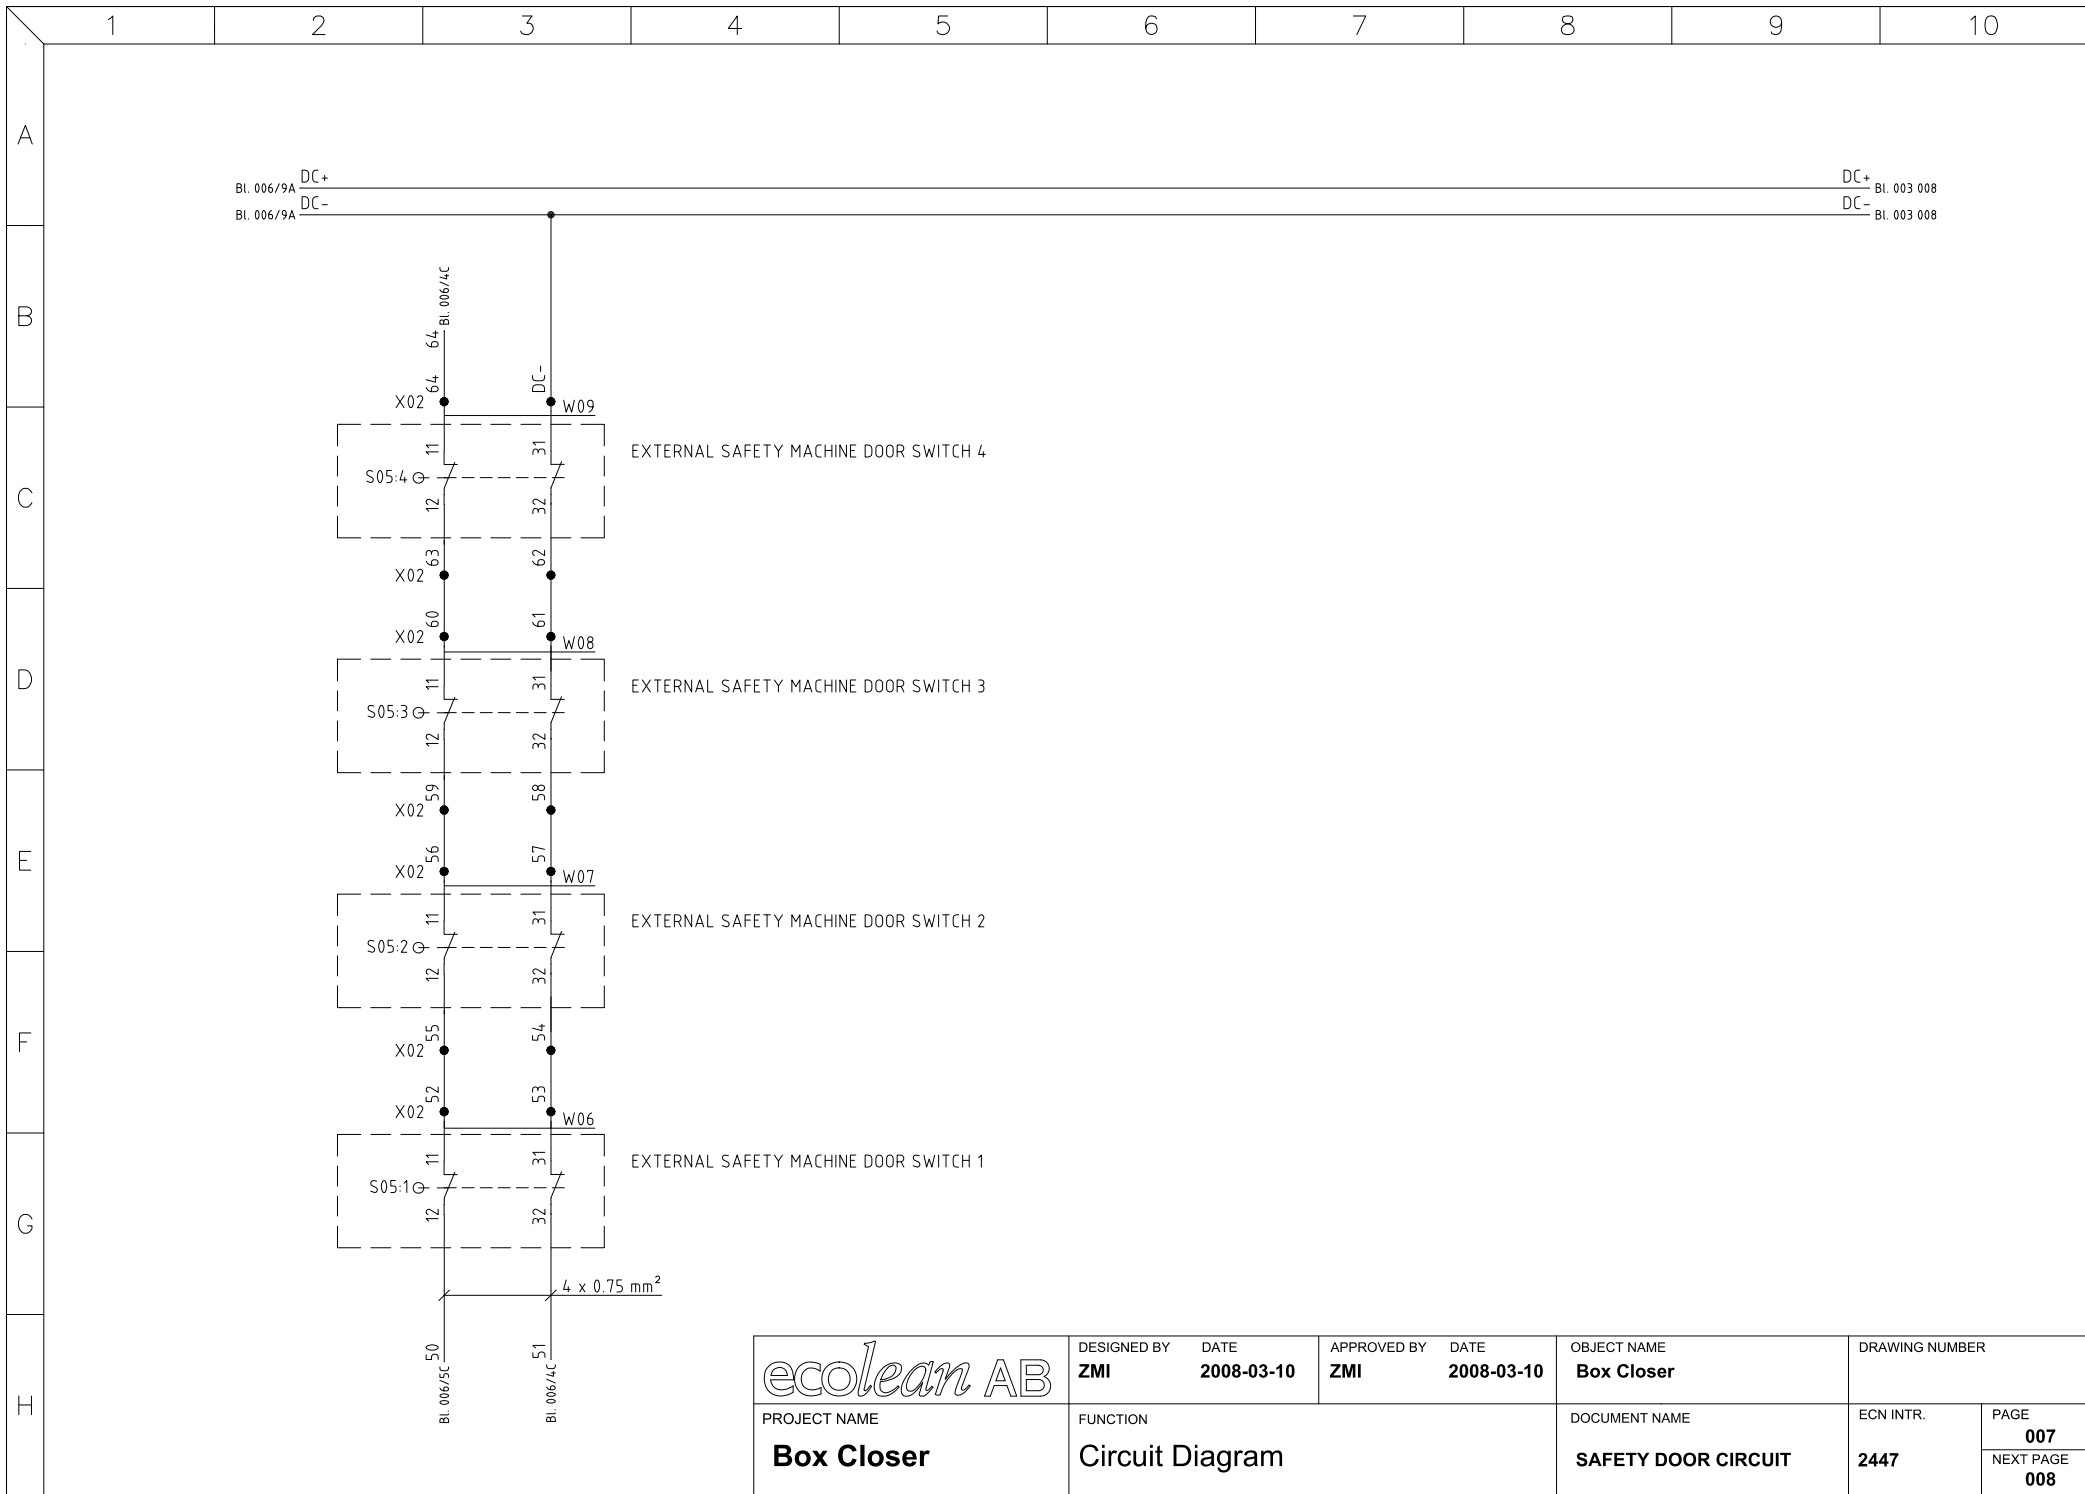 1 2 3 4 5 6 7 8 9 10
A
B
C
D
E
F
G
H
Bl. 006/9A DC+
DC+ Bl. 003 008
Bl. 006/9A DC-
DC- Bl. 003 008
Bl. 006/4C
64
X02 64 DC-
W09
11 31
EXTERNAL SAFETY MACHINE DOOR SWITCH 4
S05:4
12 32
X02 63 62
X02 60 61
W08
11 31
EXTERNAL SAFETY MACHINE DOOR SWITCH 3
S05:3
12 32
X02 59 58
X02 56 57
W07
11 31
EXTERNAL SAFETY MACHINE DOOR SWITCH 2
S05:2
12 32
X02 55 54
X02 52 53
W06
11 31
EXTERNAL SAFETY MACHINE DOOR SWITCH 1
S05:1
12 32
4 x 0.75 mm²
50 51
Bl. 006/5C Bl. 006/4C
ecolean AB
DESIGNED BY DATE
ZMI 2008-03-10
APPROVED BY DATE
ZMI 2008-03-10
OBJECT NAME
Box Closer
DRAWING NUMBER
PROJECT NAME
Box Closer
FUNCTION
Circuit Diagram
DOCUMENT NAME
SAFETY DOOR CIRCUIT
ECN INTR.
2447
PAGE
007
NEXT PAGE
008